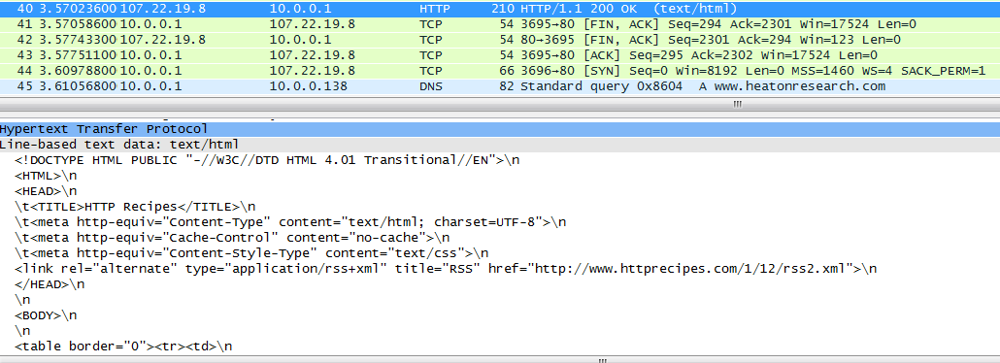 40 3.57023600 107.22.19.8 10.0.0.1 HTTP 210 HTTP/1.1 200 OK (text/html)
41 3.57058600 10.0.0.1 107.22.19.8 TCP 54 3695→80 [FIN, ACK] Seq=294 Ack=2301 Win=17524 Len=0
42 3.57743300 107.22.19.8 10.0.0.1 TCP 54 80→3695 [FIN, ACK] Seq=2301 Ack=294 Win=123 Len=0
43 3.57751100 10.0.0.1 107.22.19.8 TCP 54 3695→80 [ACK] Seq=295 Ack=2302 Win=17524 Len=0
44 3.60978800 10.0.0.1 107.22.19.8 TCP 66 3696→80 [SYN] Seq=0 Win=8192 Len=0 MSS=1460 WS=4 SACK_PERM=1
45 3.61056800 10.0.0.1 10.0.0.138 DNS 82 Standard query 0x8604 A www.heatonresearch.com
Hypertext Transfer Protocol
Line-based text data: text/html
<!DOCTYPE HTML PUBLIC "-//W3C//DTD HTML 4.01 Transitional//EN">\n
<HTML>\n
<HEAD>\n
\t<TITLE>HTTP Recipes</TITLE>\n
\t<meta http-equiv="Content-Type" content="text/html; charset=UTF-8">\n
\t<meta http-equiv="Cache-Control" content="no-cache">\n
\t<meta http-equiv="Content-Style-Type" content="text/css">\n
<link rel="alternate" type="application/rss+xml" title="RSS" href="http://www.httprecipes.com/1/12/rss2.xml">\n
</HEAD>\n
\n
<BODY>\n
\n
<table border="0"><tr><td>\n